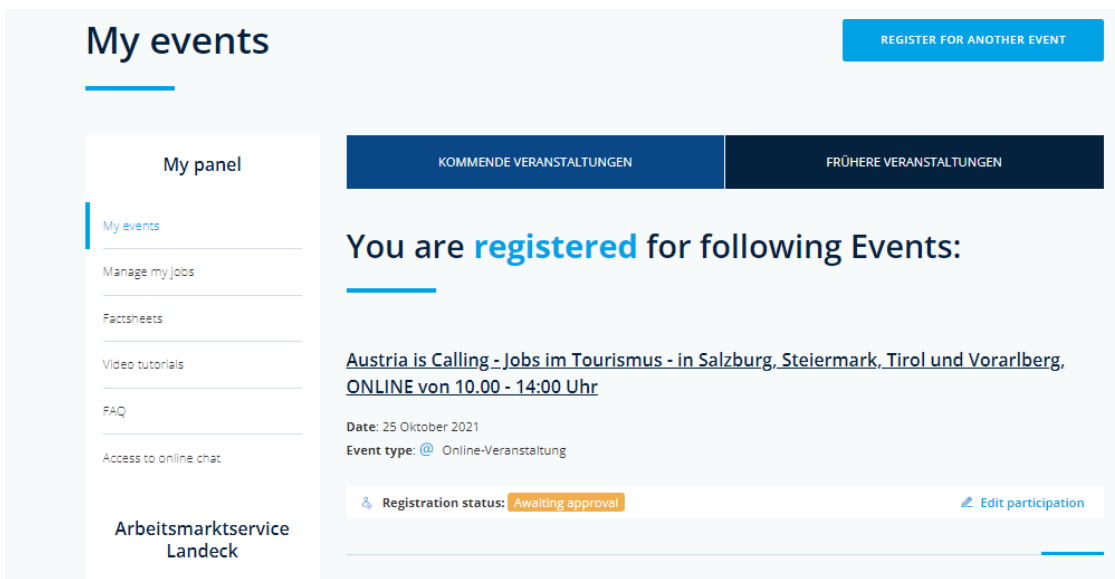 My events
REGISTER FOR ANOTHER EVENT
My panel
My events
Manage my jobs
Factsheets
Video tutorials
FAQ
Access to online chat
Arbeitsmarktservice
Landeck
KOMMENDE VERANSTALTUNGEN
FRÜHERE VERANSTALTUNGEN
You are registered for following Events:
Austria is Calling - Jobs im Tourismus - in Salzburg, Steiermark, Tirol und Vorarlberg,
ONLINE von 10.00 - 14:00 Uhr
Date: 25 Oktober 2021
Event type: @ Online-Veranstaltung
Registration status: Awaiting approval
Edit participation